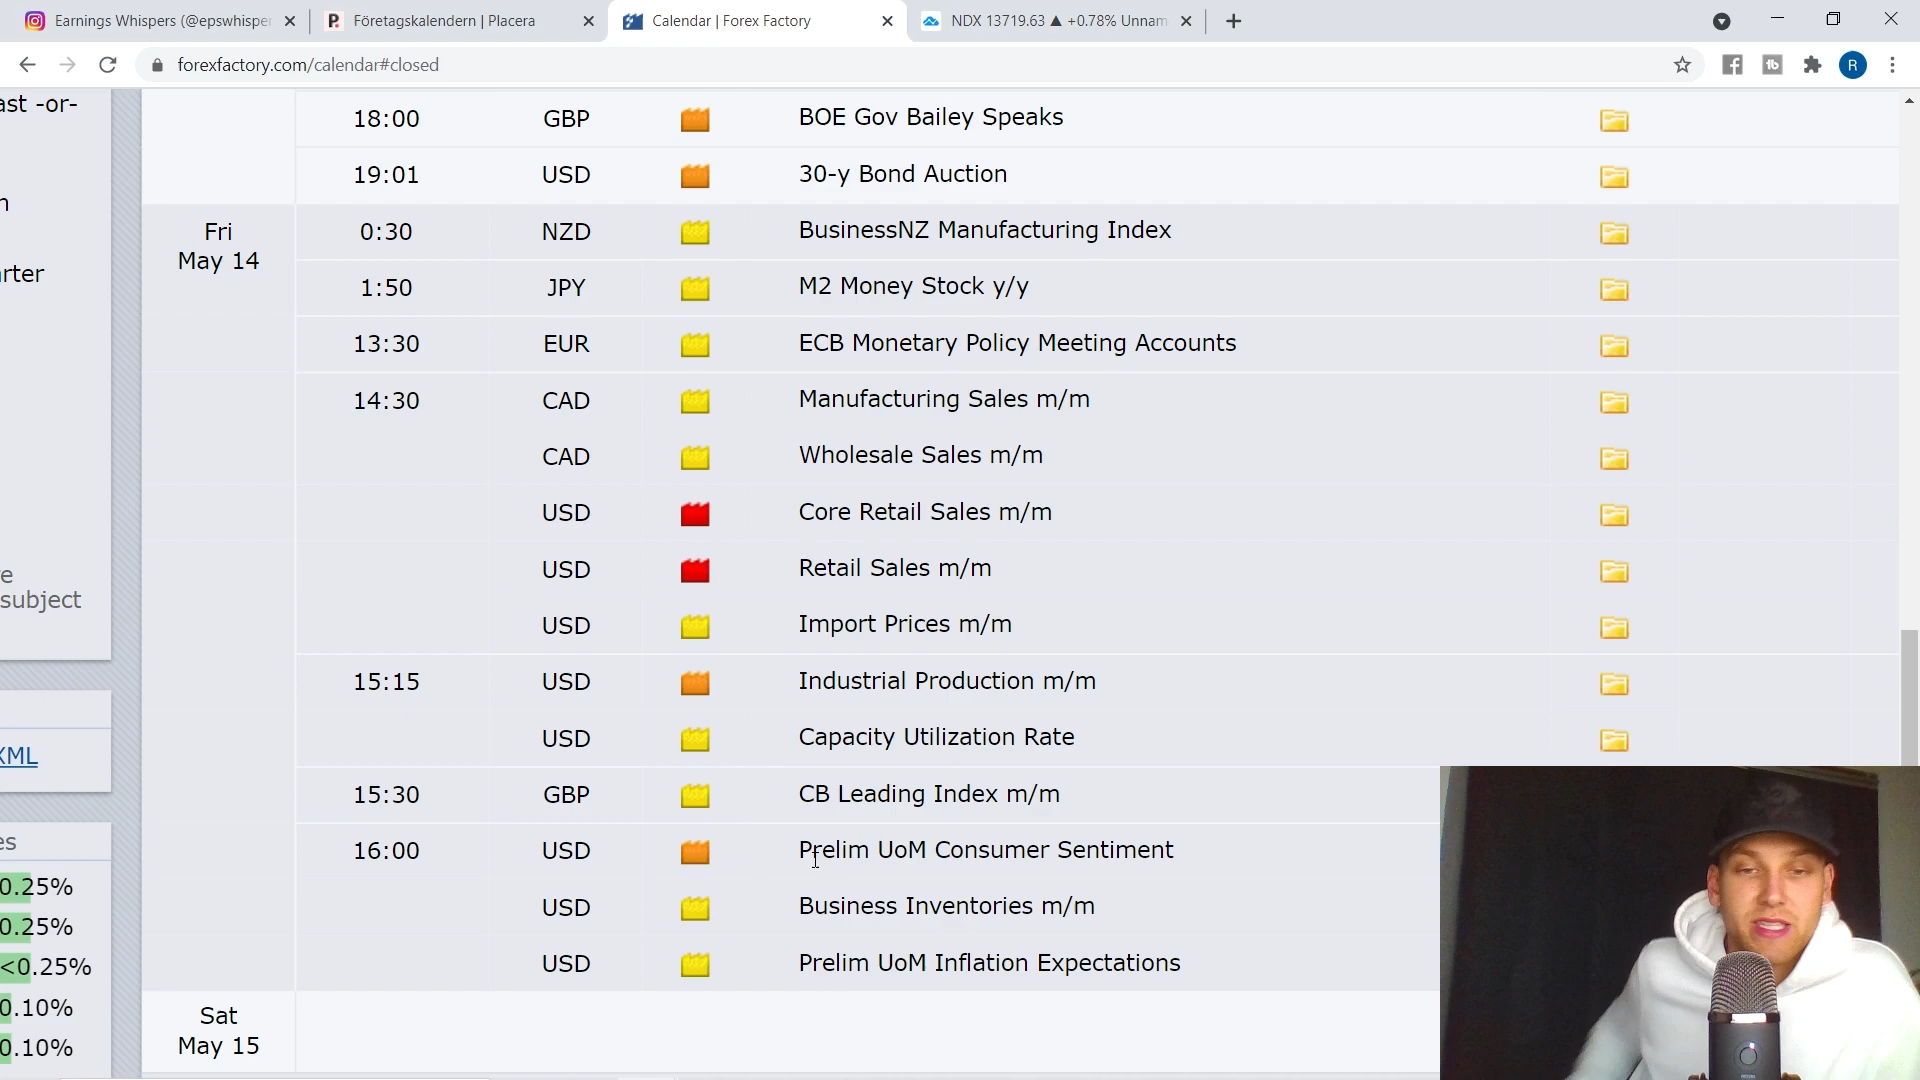 Earnings Whispers (@epswhisper
Företagskalendern | Placera
Calendar | Forex Factory
NDX 13719.63 ▲ +0.78% Unnam
forexfactory.com/calendar#closed
R
ast -or-
n
arter
e
subject
XML
es
0.25%
0.25%
<0.25%
0.10%
0.10%
18:00 GBP BOE Gov Bailey Speaks
19:01 USD 30-y Bond Auction
Fri
May 14
0:30 NZD BusinessNZ Manufacturing Index
1:50 JPY M2 Money Stock y/y
13:30 EUR ECB Monetary Policy Meeting Accounts
14:30 CAD Manufacturing Sales m/m
CAD Wholesale Sales m/m
USD Core Retail Sales m/m
USD Retail Sales m/m
USD Import Prices m/m
15:15 USD Industrial Production m/m
USD Capacity Utilization Rate
15:30 GBP CB Leading Index m/m
16:00 USD Prelim UoM Consumer Sentiment
USD Business Inventories m/m
USD Prelim UoM Inflation Expectations
Sat
May 15